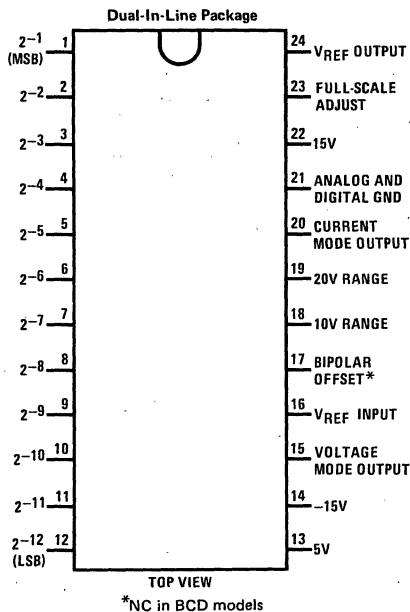 Dual-In-Line Package
2⁻¹ 1
(MSB)
2⁻² 2
2⁻³ 3
2⁻⁴ 4
2⁻⁵ 5
2⁻⁶ 6
2⁻⁷ 7
2⁻⁸ 8
2⁻⁹ 9
2⁻¹⁰ 10
2⁻¹¹ 11
2⁻¹² 12
(LSB)
24 VREF OUTPUT
23 FULL-SCALE
ADJUST
22 15V
21 ANALOG AND
DIGITAL GND
20 CURRENT
MODE OUTPUT
19 20V RANGE
18 10V RANGE
17 BIPOLAR
OFFSET*
16 VREF INPUT
15 VOLTAGE
MODE OUTPUT
14 −15V
13 5V
TOP VIEW
*NC in BCD models